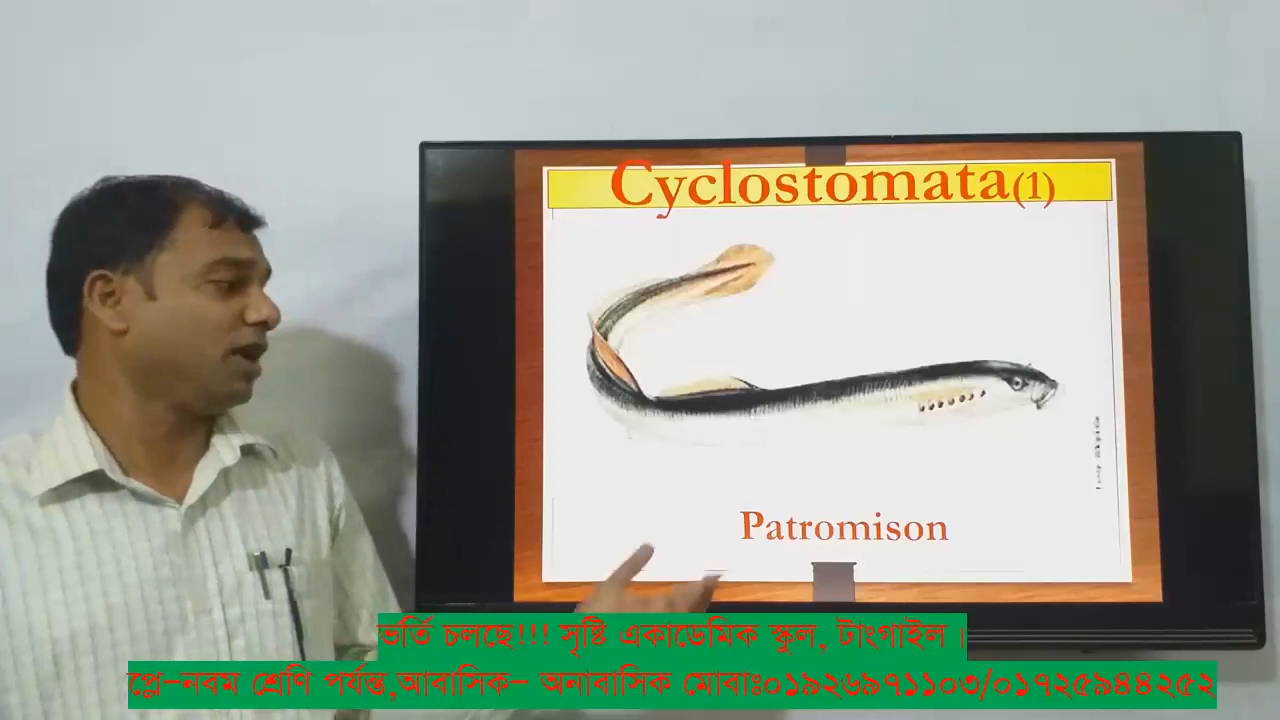 Cyclostomata(1)
Patromison
ভর্তি চলছে!!! সৃষ্টি একাডেমিক স্কুল, টাংগাইল।
প্লে-নবম শ্রেণি পর্যন্ত,আবাসিক- অনাবাসিক মোবাঃ০১৯২৬৯৭১১০৩/০১৭২৫৯৪৪২৫২